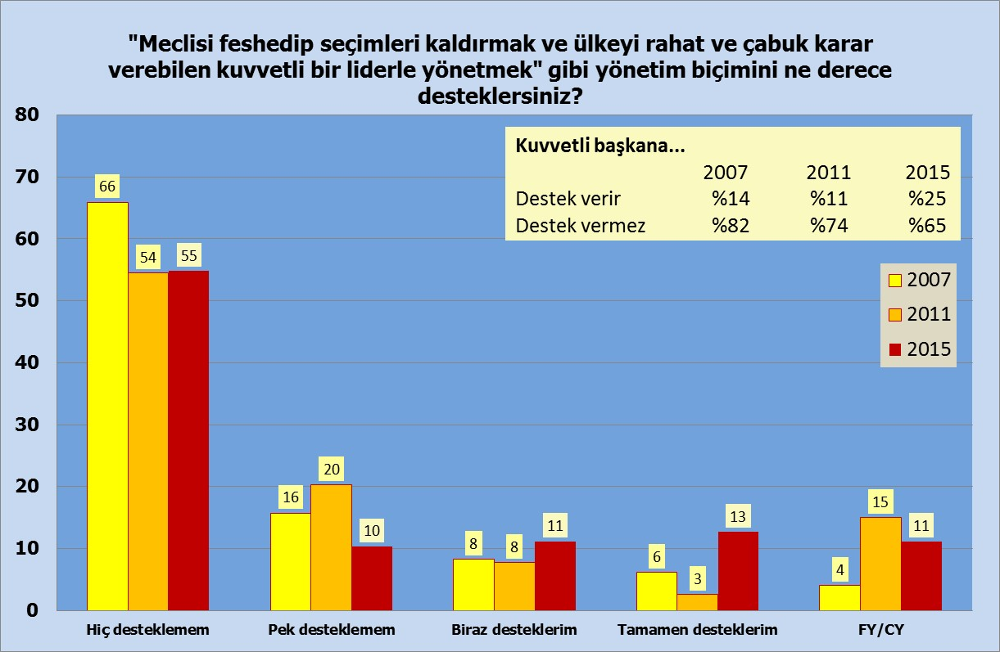 "Meclisi feshedip seçimleri kaldırmak ve ülkeyi rahat ve çabuk karar
verebilen kuvvetli bir liderle yönetmek" gibi yönetim biçimini ne derece
desteklersiniz?
80
70
60
50
40
30
20
10
0
Kuvvetli başkana...
2007 2011 2015
Destek verir %14 %11 %25
Destek vermez %82 %74 %65
2007
2011
2015
66 54 55
16 20 10
8 8 11
6 3 13
4 15 11
Hiç desteklemem Pek desteklemem Biraz desteklerim Tamamen desteklerim FY/CY